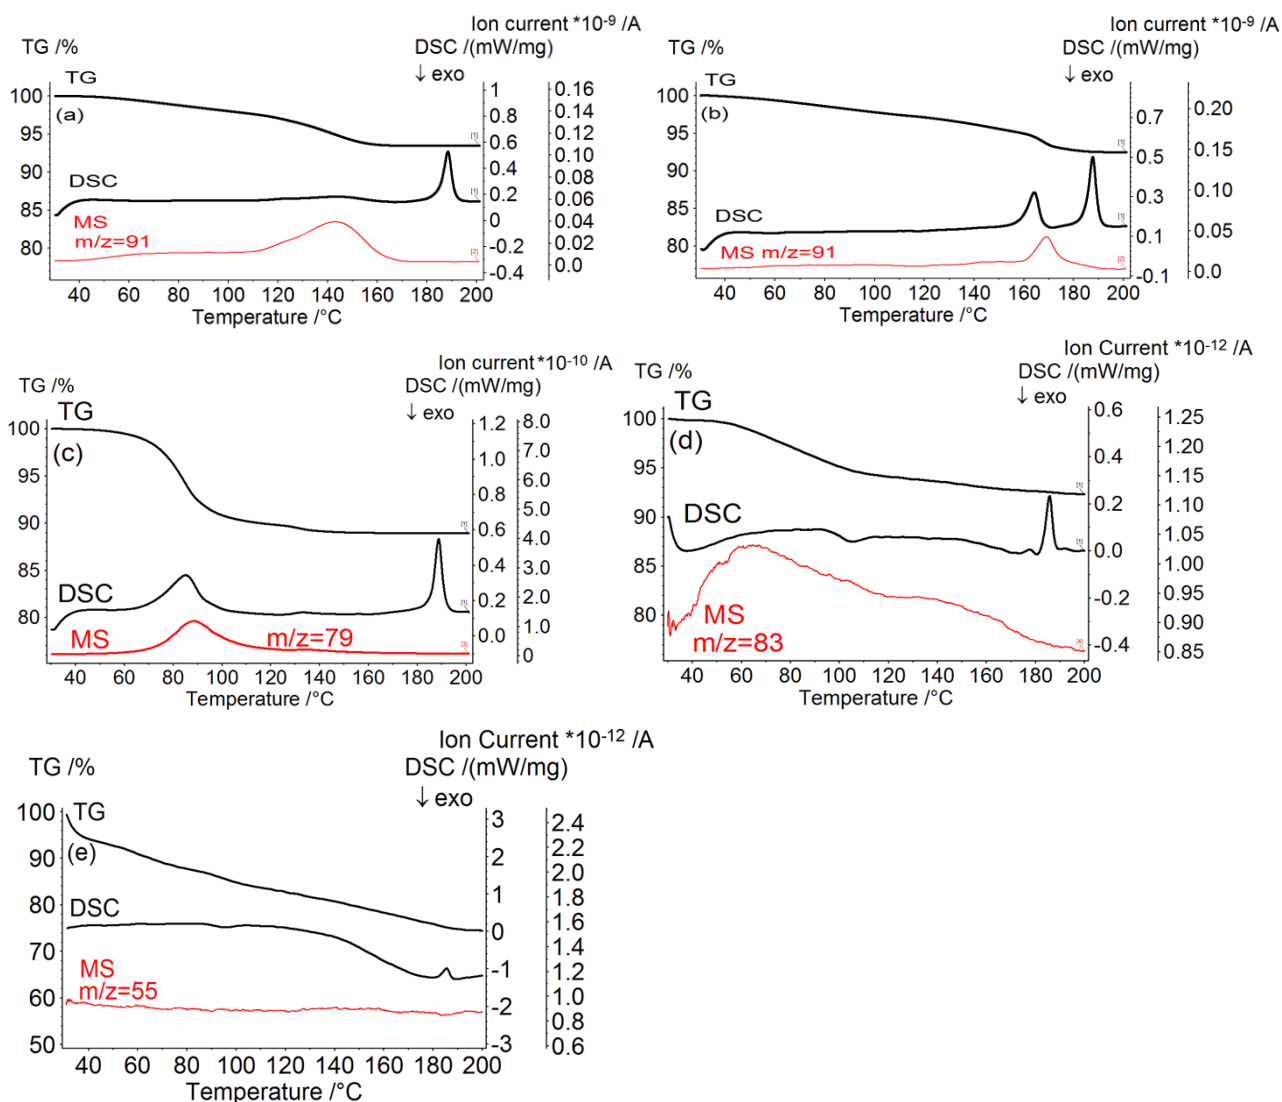 Ion current *10-9 /A
TG /%
DSC /(mW/mg)
↓ exo
TG
(a)
DSC
MS
m/z=91
100
95
90
85
80
1
0.8
0.6
0.4
0.2
0
-0.2
-0.4
0.16
0.14
0.12
0.10
0.08
0.06
0.04
0.02
0.0
[1]
[1]
[2]
40 60 80 100 120 140 160 180 200
Temperature /°C
Ion current *10-9 /A
TG /%
DSC /(mW/mg)
↓ exo
TG
(b)
DSC
MS m/z=91
100
95
90
85
80
0.7
0.5
0.3
0.1
-0.1
0.20
0.15
0.10
0.05
0.0
[1]
[1]
[2]
40 60 80 100 120 140 160 180 200
Temperature /°C
Ion current *10-10 /A
TG /%
DSC /(mW/mg)
↓ exo
TG
(c)
DSC
MS
m/z=79
100
95
90
85
80
1.2
1.0
0.8
0.6
0.4
0.2
0.0
8.0
7.0
6.0
5.0
4.0
3.0
2.0
1.0
0
[1]
[1]
[3]
40 60 80 100 120 140 160 180 200
Temperature /°C
Ion Current *10-12 /A
TG /%
DSC /(mW/mg)
↓ exo
TG
(d)
DSC
MS
m/z=83
100
95
90
85
80
0.6
0.4
0.2
0.0
-0.2
-0.4
1.25
1.20
1.15
1.10
1.05
1.00
0.95
0.90
0.85
[1]
[1]
[4]
40 60 80 100 120 140 160 180 200
Temperature /°C
Ion Current *10-12 /A
TG /%
DSC /(mW/mg)
↓ exo
TG
(e)
DSC
MS
m/z=55
100
90
80
70
60
50
3
2
1
0
-1
-2
-3
2.4
2.2
2.0
1.8
1.6
1.4
1.2
1.0
0.8
0.6
40 60 80 100 120 140 160 180 200
Temperature /°C